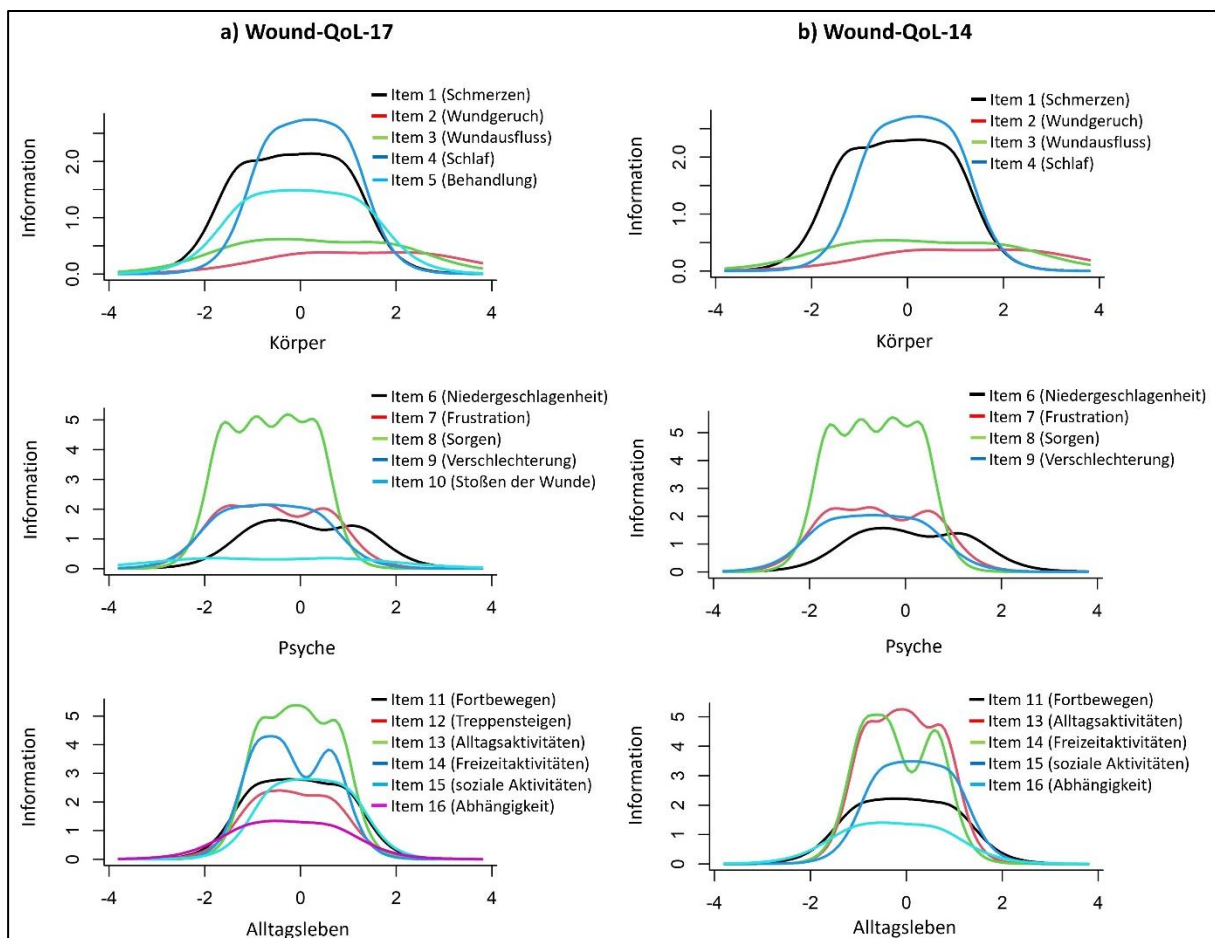 a) Wound-QoL-17
b) Wound-QoL-14
Information
2.0
1.0
0.0
Item 1 (Schmerzen)
Item 2 (Wundgeruch)
Item 3 (Wundausfluss)
Item 4 (Schlaf)
Item 5 (Behandlung)
-4 -2 0 2 4
Körper
Information
2.0
1.0
0.0
Item 1 (Schmerzen)
Item 2 (Wundgeruch)
Item 3 (Wundausfluss)
Item 4 (Schlaf)
-4 -2 0 2 4
Körper
Information
5
4
3
2
1
0
Item 6 (Niedergeschlagenheit)
Item 7 (Frustration)
Item 8 (Sorgen)
Item 9 (Verschlechterung)
Item 10 (Stoßen der Wunde)
-4 -2 0 2 4
Psyche
Information
5
4
3
2
1
0
Item 6 (Niedergeschlagenheit)
Item 7 (Frustration)
Item 8 (Sorgen)
Item 9 (Verschlechterung)
-4 -2 0 2 4
Psyche
Information
5
4
3
2
1
0
Item 11 (Fortbewegen)
Item 12 (Treppensteigen)
Item 13 (Alltagsaktivitäten)
Item 14 (Freizeitaktivitäten)
Item 15 (soziale Aktivitäten)
Item 16 (Abhängigkeit)
-4 -2 0 2 4
Alltagsleben
Information
5
4
3
2
1
0
Item 11 (Fortbewegen)
Item 13 (Alltagsaktivitäten)
Item 14 (Freizeitaktivitäten)
Item 15 (soziale Aktivitäten)
Item 16 (Abhängigkeit)
-4 -2 0 2 4
Alltagsleben